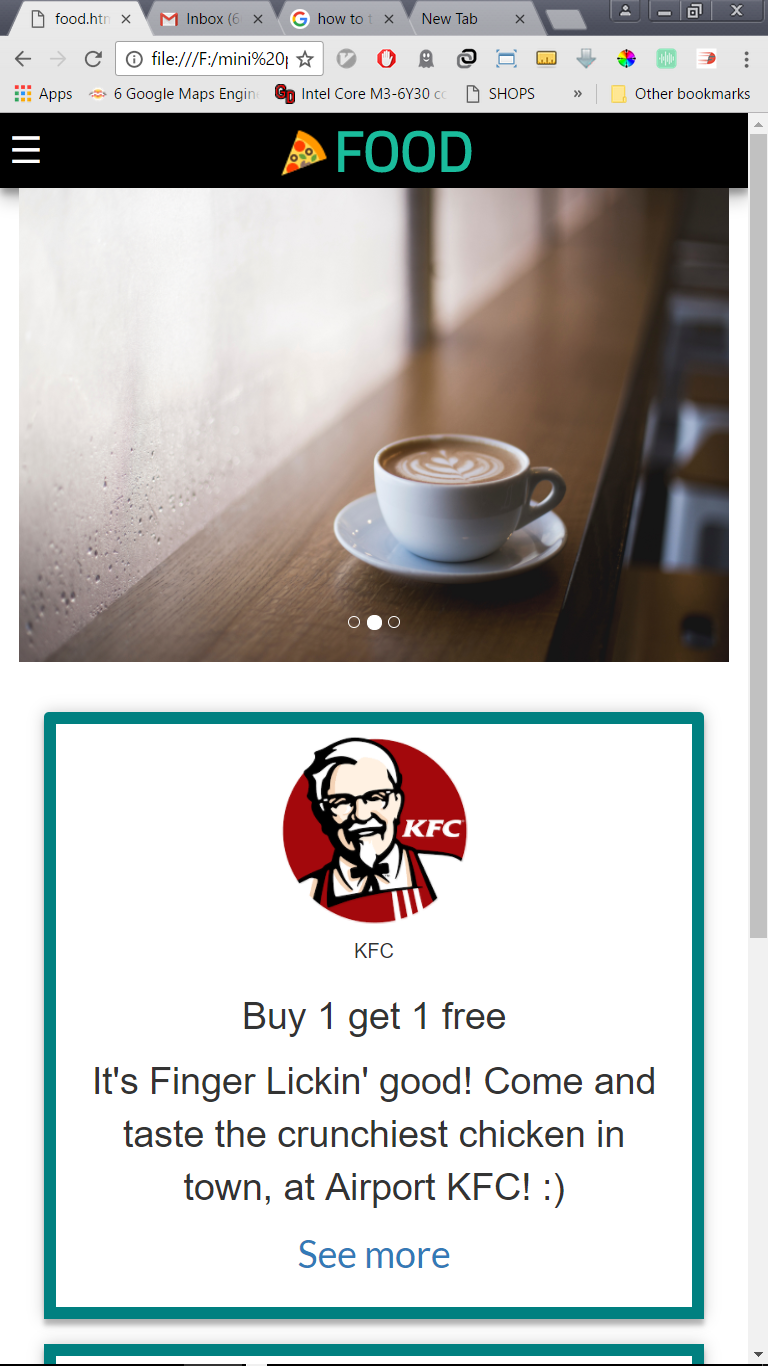 food.htm
Inbox (6
how to t
New Tab
file:///F:/mini%20p
Apps
6 Google Maps Engin
Intel Core M3-6Y30 co
SHOPS
»
Other bookmarks
FOOD
KFC
KFC
Buy 1 get 1 free
It's Finger Lickin' good! Come and
taste the crunchiest chicken in
town, at Airport KFC! :)
See more